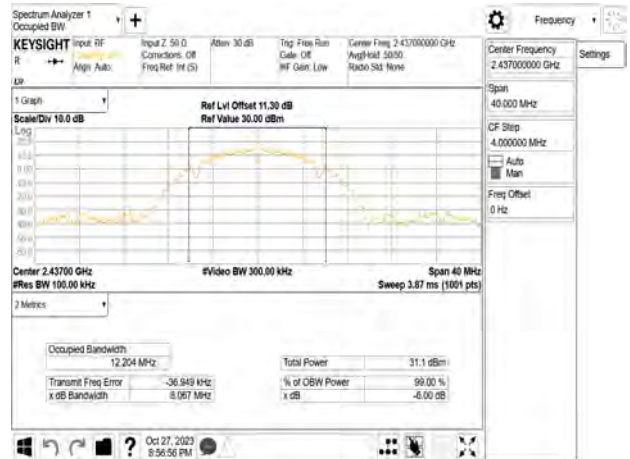 Spectrum Analyzer 1
Occupied BW
+
Frequency
KEYSIGHT Input: RF Input Z: 50 Ω Atten: 30 dB Trig: Free Run Center Freq: 2.437000000 GHz
R Corrections: Off Gate: Off Avg|Hold: 50/50
Align: Auto Freq Ref: Int (S) #IF Gain: Low Radio Std: None
Center Frequency
2.437000000 GHz
Settings
Span
40.000 MHz
CF Step
4.000000 MHz
Auto
Man
Freq Offset
0 Hz
1 Graph
Ref Lvl Offset 11.30 dB
Scale/Div 10.0 dB
Ref Value 30.00 dBm
Log
Center 2.43700 GHz
#Video BW 300.00 kHz
Span 40 MHz
#Res BW 100.00 kHz
Sweep 3.87 ms (1001 pts)
2 Metrics
Occupied Bandwidth
12.204 MHz
Total Power 31.1 dBm
Transmit Freq Error -36.949 kHz % of OBW Power 99.00 %
x dB Bandwidth 8.067 MHz x dB -6.00 dB
?
Oct 27, 2023
8:56:56 PM